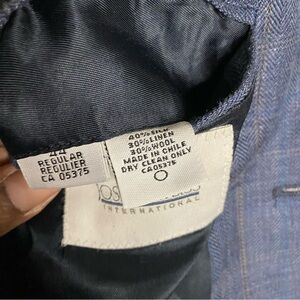 44
REGULAR
REGULIER
CA 05375
40%SILK
30%LINEN
30%WOOL
MADE IN CHILE
DRY CLEAN ONLY
CA05375
INTERNATIONAL